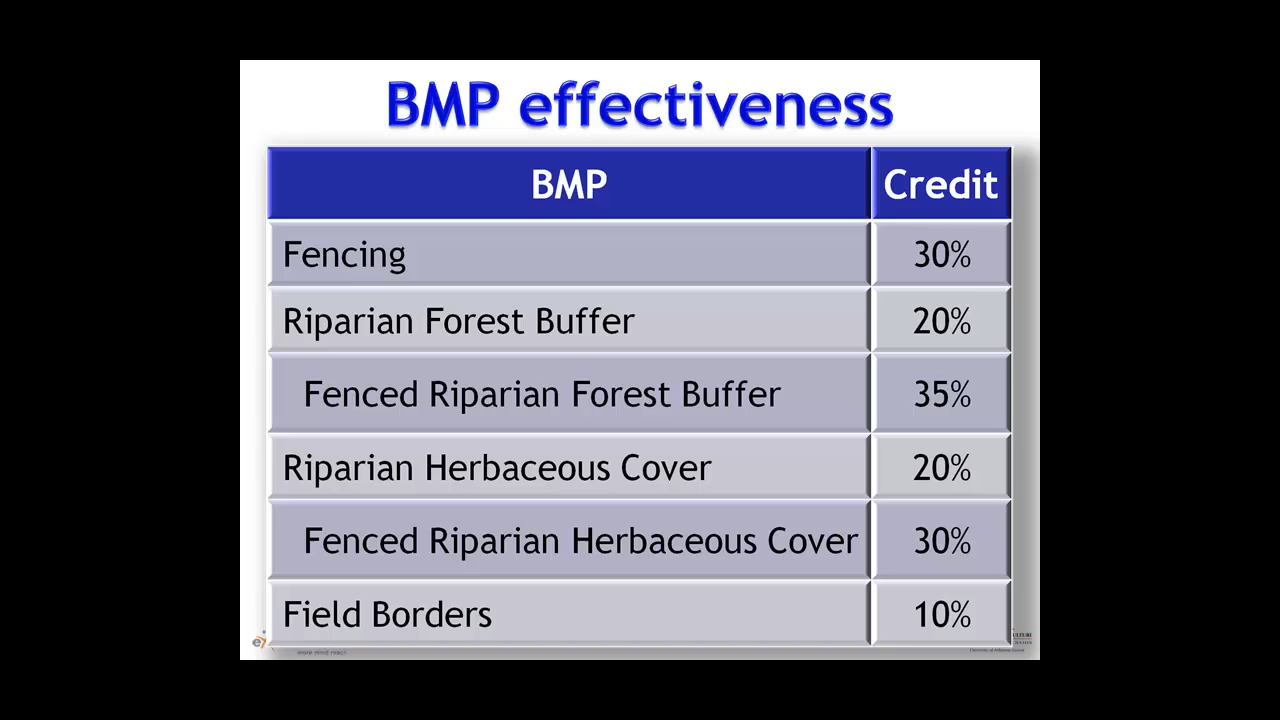 BMP effectiveness
BMP Credit
Fencing 30%
Riparian Forest Buffer 20%
Fenced Riparian Forest Buffer 35%
Riparian Herbaceous Cover 20%
Fenced Riparian Herbaceous Cover 30%
Field Borders 10%